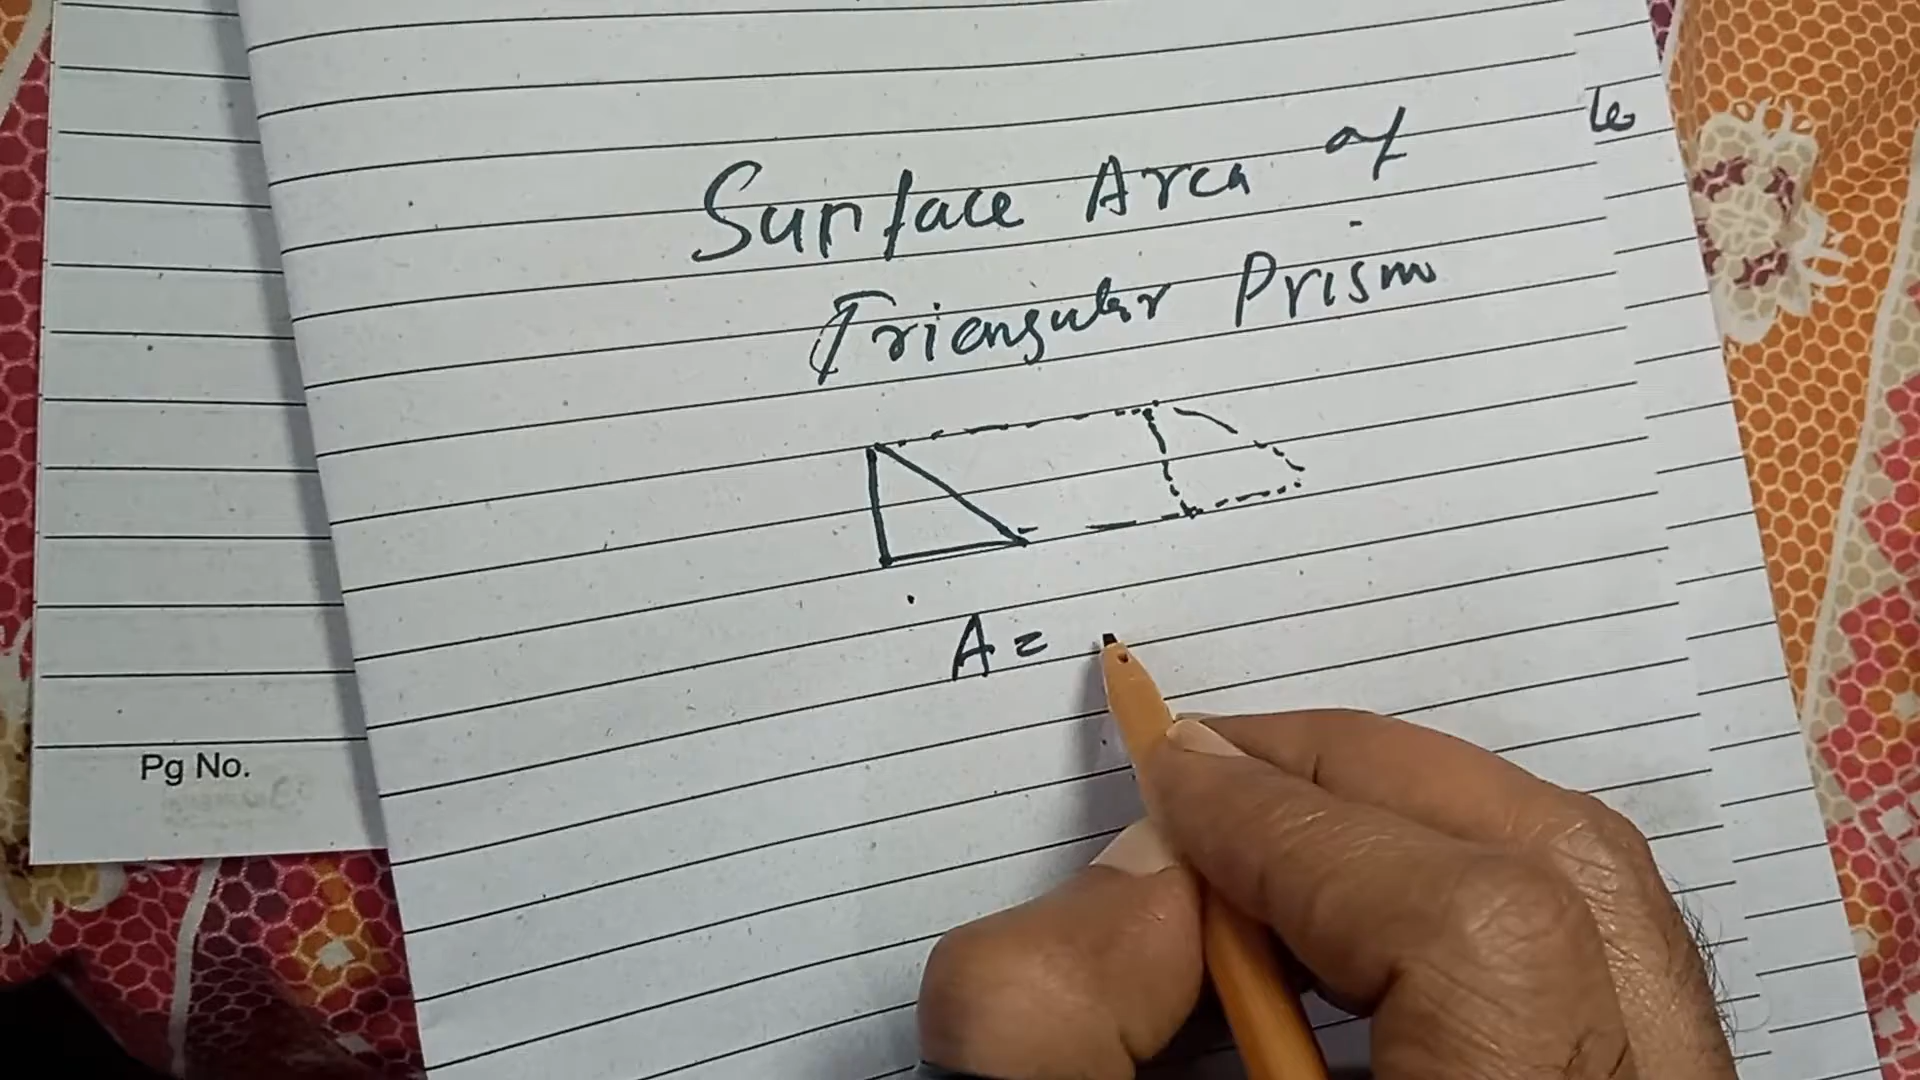 Surface Area of
Triangular Prism
A =
Pg No.